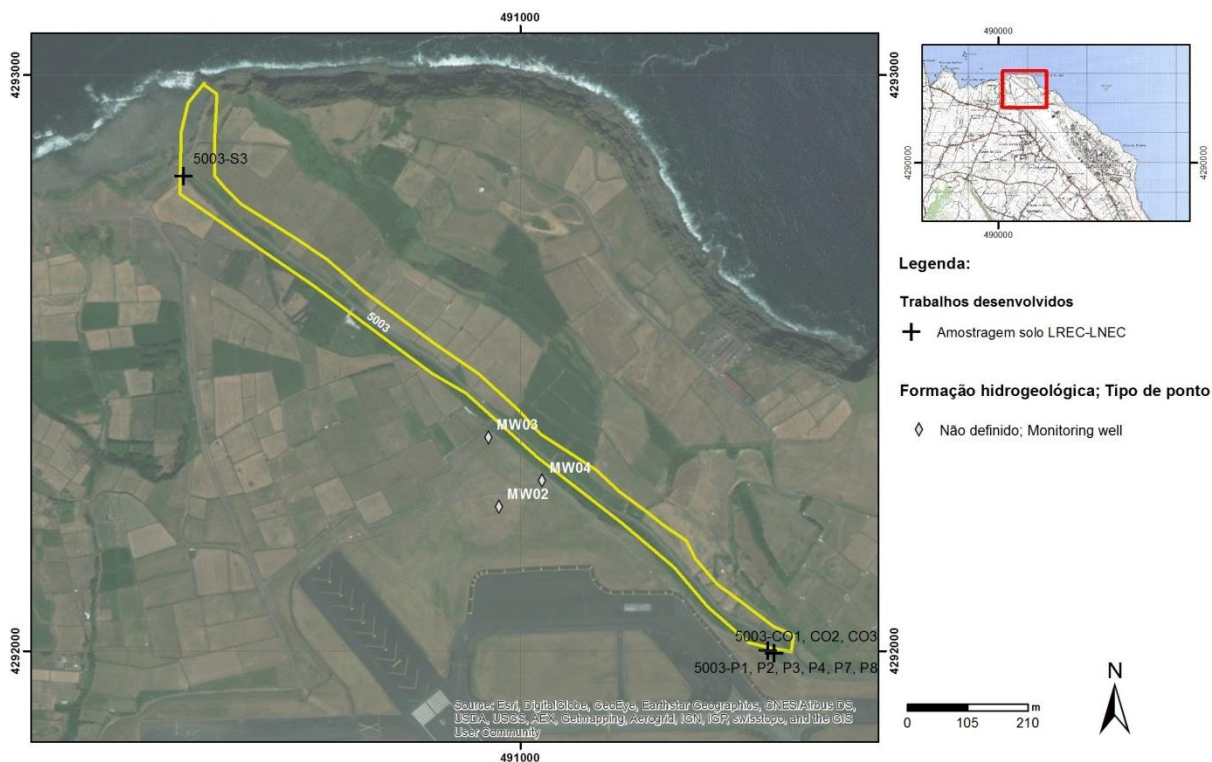 491000
4293000
4293000
5003-S3
5003
MW03
MW04
MW02
5003-CO1, CO2, CO3
5003-P1, P2, P3, P4, P7, P8
4292000
4292000
Source: Esri, DigitalGlobe, GeoEye, Earthstar Geographics, CNES/Airbus DS,
USDA, USGS, AEX, Getmapping, Aerogrid, IGN, IGP, swisstopo, and the GIS
User Community
491000
490000
4290000
4290000
490000
Legenda:
Trabalhos desenvolvidos
Amostragem solo LREC-LNEC
Formação hidrogeológica; Tipo de ponto
Não definido; Monitoring well
m
0 105 210
N